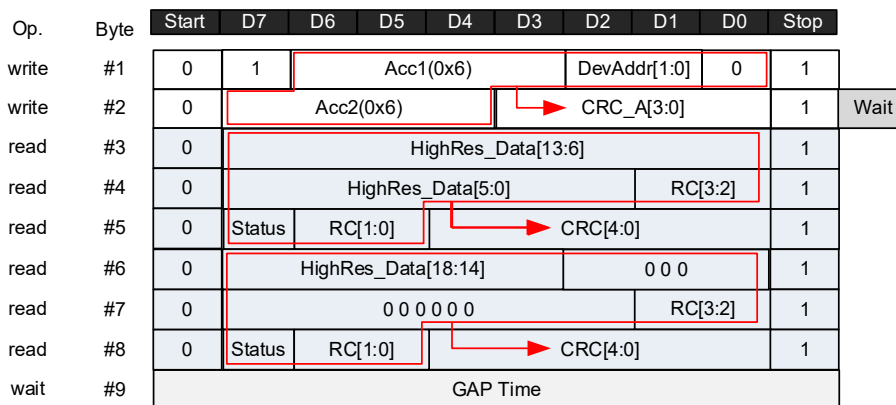 Op. Byte Start D7 D6 D5 D4 D3 D2 D1 D0 Stop
write #1 0 1 Acc1(0x6) DevAddr[1:0] 0 1
write #2 0 Acc2(0x6) CRC_A[3:0] 1 Wait
read #3 0 HighRes_Data[13:6] 1
read #4 0 HighRes_Data[5:0] RC[3:2] 1
read #5 0 Status RC[1:0] CRC[4:0] 1
read #6 0 HighRes_Data[18:14] 0 0 0 1
read #7 0 0 0 0 0 0 0 RC[3:2] 1
read #8 0 Status RC[1:0] CRC[4:0] 1
wait #9 GAP Time